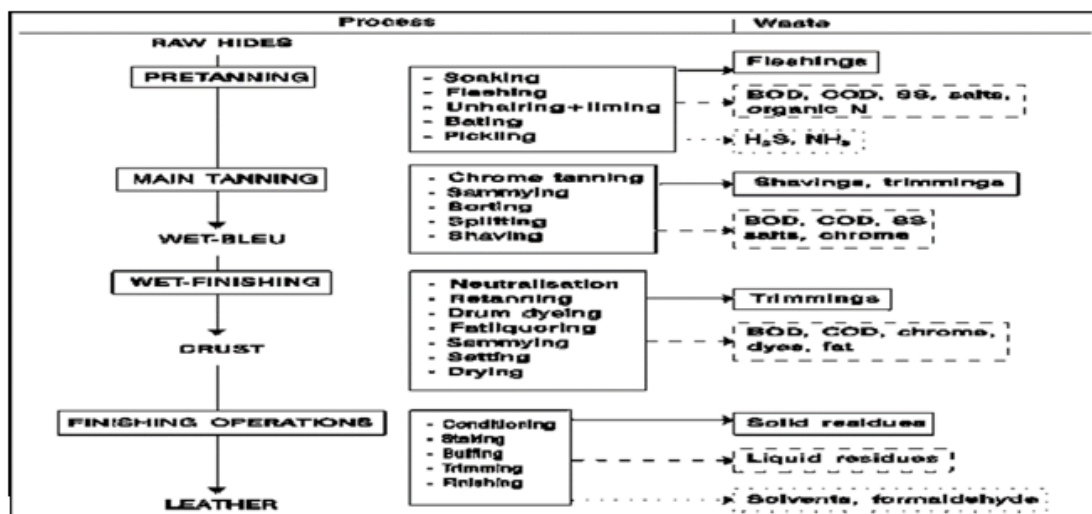 Process
Waste
RAW HIDES
PRETANNING
- Soaking
- Fleshing
- Unhairing+liming
- Bating
- Pickling
Fleshings
BOD, COD, SS, salts,
organic N
H₂S, NH₃
MAIN TANNING
- Chrome tanning
- Sammying
- Sorting
- Splitting
- Shaving
Shavings, trimmings
BOD, COD, SS
salts, chrome
WET-BLEU
WET-FINISHING
- Neutralisation
- Retanning
- Drum dyeing
- Fatliquoring
- Sammying
- Setting
- Drying
Trimmings
BOD, COD, chrome,
dyes, fat
CRUST
FINISHING OPERATIONS
- Conditioning
- Staking
- Buffing
- Trimming
- Finishing
Solid residues
Liquid residues
Solvents, formaldehyde
LEATHER